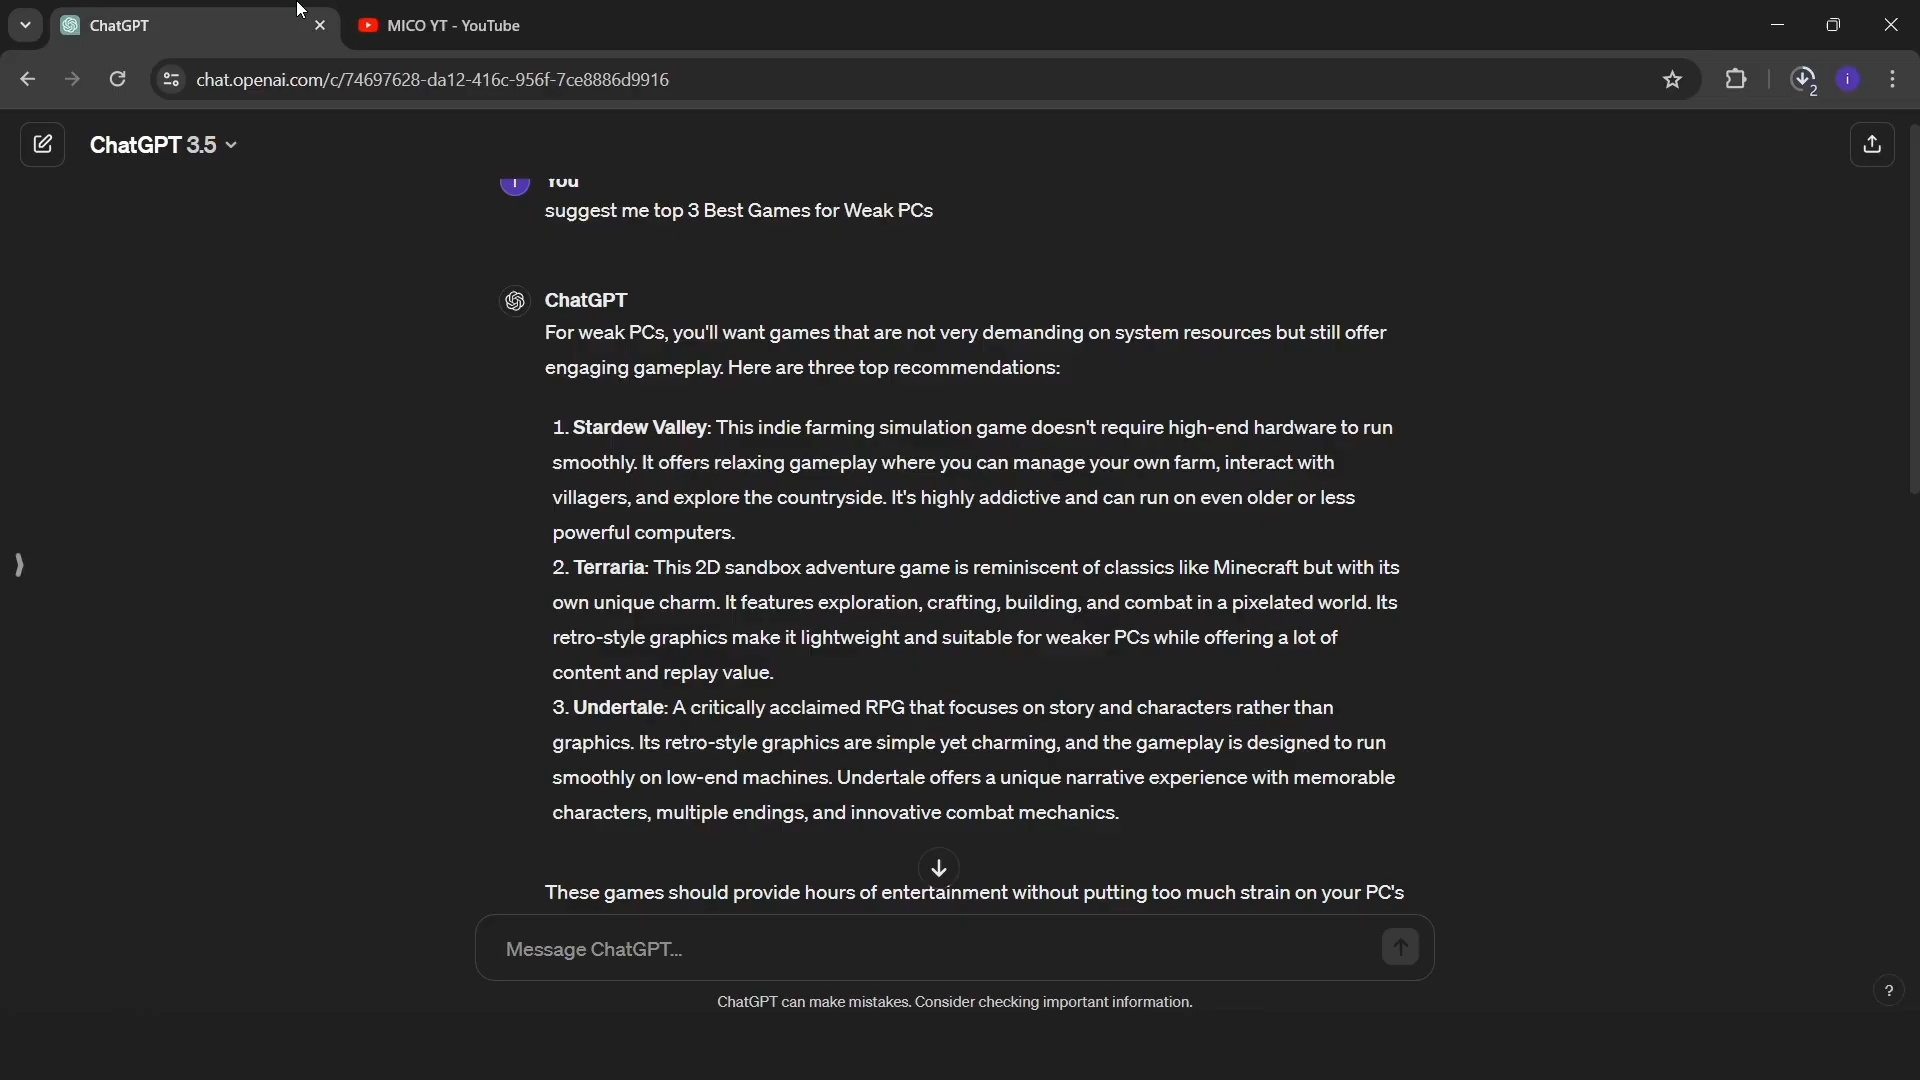 ChatGPT
MICO YT - YouTube
chat.openai.com/c/74697628-da12-416c-956f-7ce8886d9916
2
i
ChatGPT 3.5
You
suggest me top 3 Best Games for Weak PCs
ChatGPT
For weak PCs, you'll want games that are not very demanding on system resources but still offer
engaging gameplay. Here are three top recommendations:
1. Stardew Valley: This indie farming simulation game doesn't require high-end hardware to run
smoothly. It offers relaxing gameplay where you can manage your own farm, interact with
villagers, and explore the countryside. It's highly addictive and can run on even older or less
powerful computers.
2. Terraria: This 2D sandbox adventure game is reminiscent of classics like Minecraft but with its
own unique charm. It features exploration, crafting, building, and combat in a pixelated world. Its
retro-style graphics make it lightweight and suitable for weaker PCs while offering a lot of
content and replay value.
3. Undertale: A critically acclaimed RPG that focuses on story and characters rather than
graphics. Its retro-style graphics are simple yet charming, and the gameplay is designed to run
smoothly on low-end machines. Undertale offers a unique narrative experience with memorable
characters, multiple endings, and innovative combat mechanics.
These games should provide hours of entertainment without putting too much strain on your PC's
Message ChatGPT...
ChatGPT can make mistakes. Consider checking important information.
?